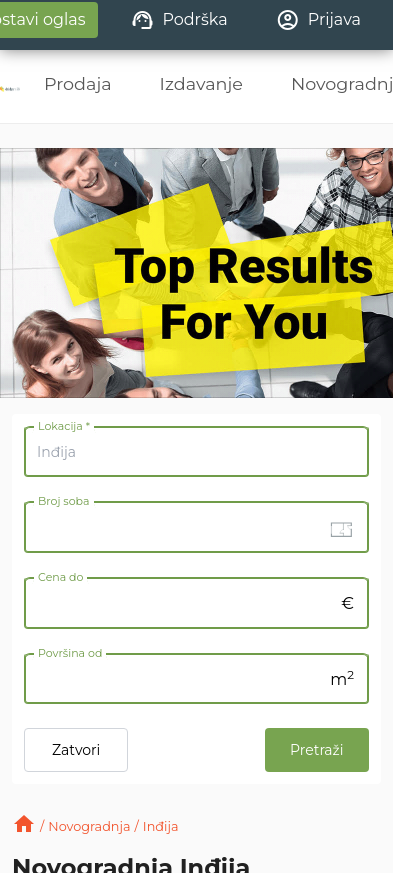 ostavi oglas
Podrška
Prijava
Prodaja
Izdavanje
Novogradnj
Top Results
For You
Lokacija *
Inđija
Broj soba
Cena do
€
Površina od
m²
Zatvori
Pretraži
/ Novogradnja / Inđija
Novogradnja Inđija